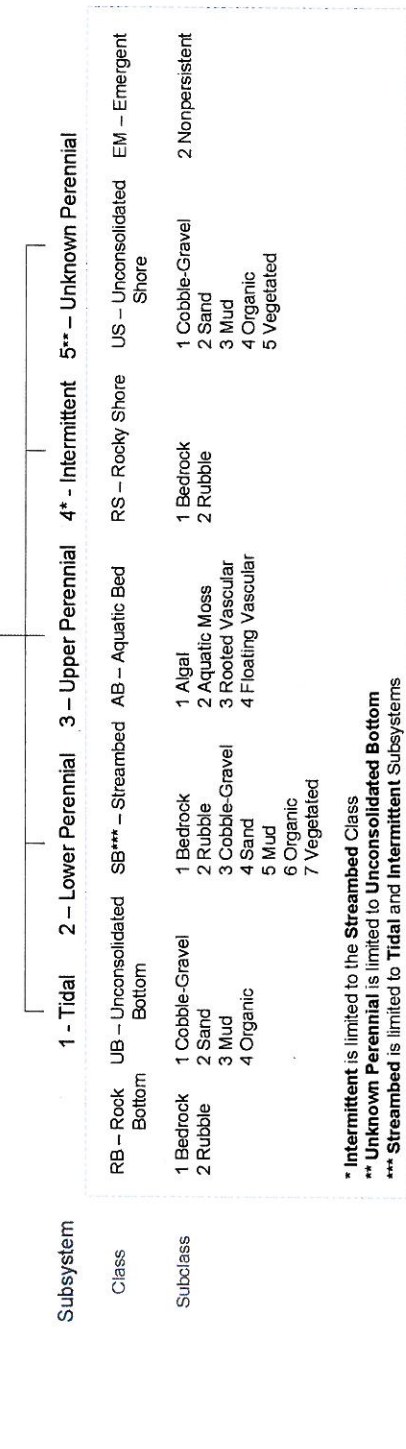 Subsystem 1 - Tidal 2 – Lower Perennial 3 – Upper Perennial 4* - Intermittent 5** – Unknown Perennial
Class RB – Rock UB – Unconsolidated SB*** – Streambed AB – Aquatic Bed RS – Rocky Shore US – Unconsolidated EM – Emergent
Bottom Bottom Shore
Subclass 1 Bedrock 1 Cobble-Gravel 1 Bedrock 1 Algal 1 Bedrock 1 Cobble-Gravel 2 Nonpersistent
2 Rubble 2 Sand 2 Rubble 2 Aquatic Moss 2 Rubble 2 Sand
3 Mud 3 Cobble-Gravel 3 Rooted Vascular 3 Mud
4 Organic 4 Sand 4 Floating Vascular 4 Organic
5 Mud 5 Vegetated
6 Organic
7 Vegetated
* Intermittent is limited to the Streambed Class
** Unknown Perennial is limited to Unconsolidated Bottom
*** Streambed is limited to Tidal and Intermittent Subsystems